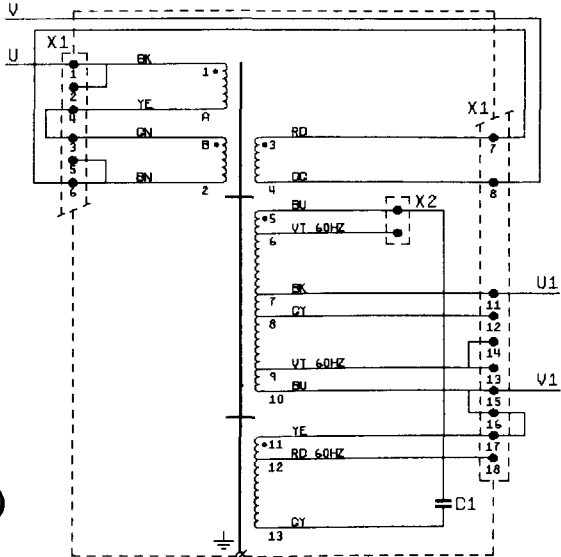 V
X1
U
BK
1
1
2
YE
4
A
X1
GN
B
RD
3
3
7
5
BN
OG
6
2
4
8
BU
X2
5
VT 60HZ
6
U1
BK
7
11
GY
8
12
14
VT 60HZ
9
13
V1
BU
10
15
16
YE
11
17
RD 60HZ
12
18
C1
GY
13